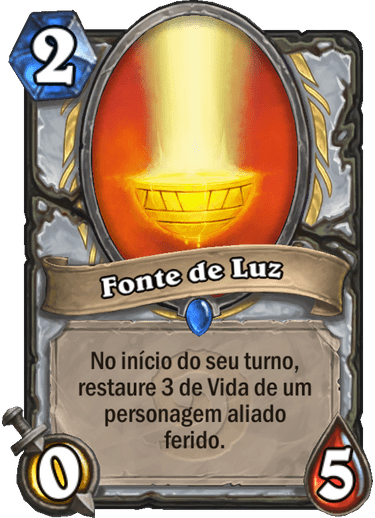 2
Fonte de Luz
No início do seu turno,
restaure 3 de Vida de um
personagem aliado
ferido.
0
5